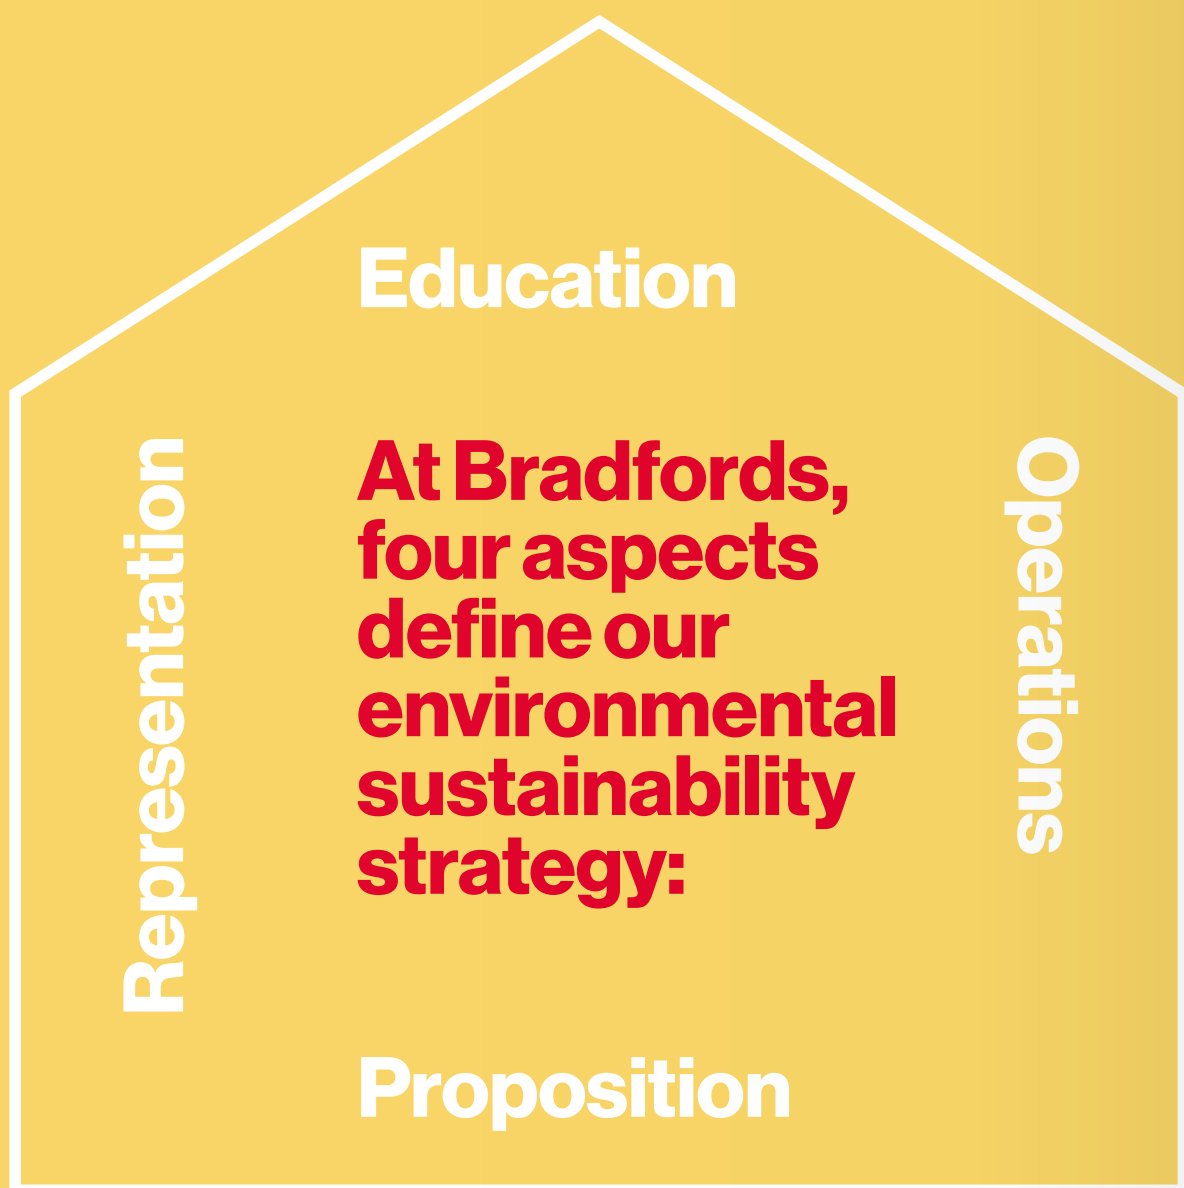 Education
At Bradfords,
four aspects
define our
environmental
sustainability
strategy:
Representation
Operations
Proposition